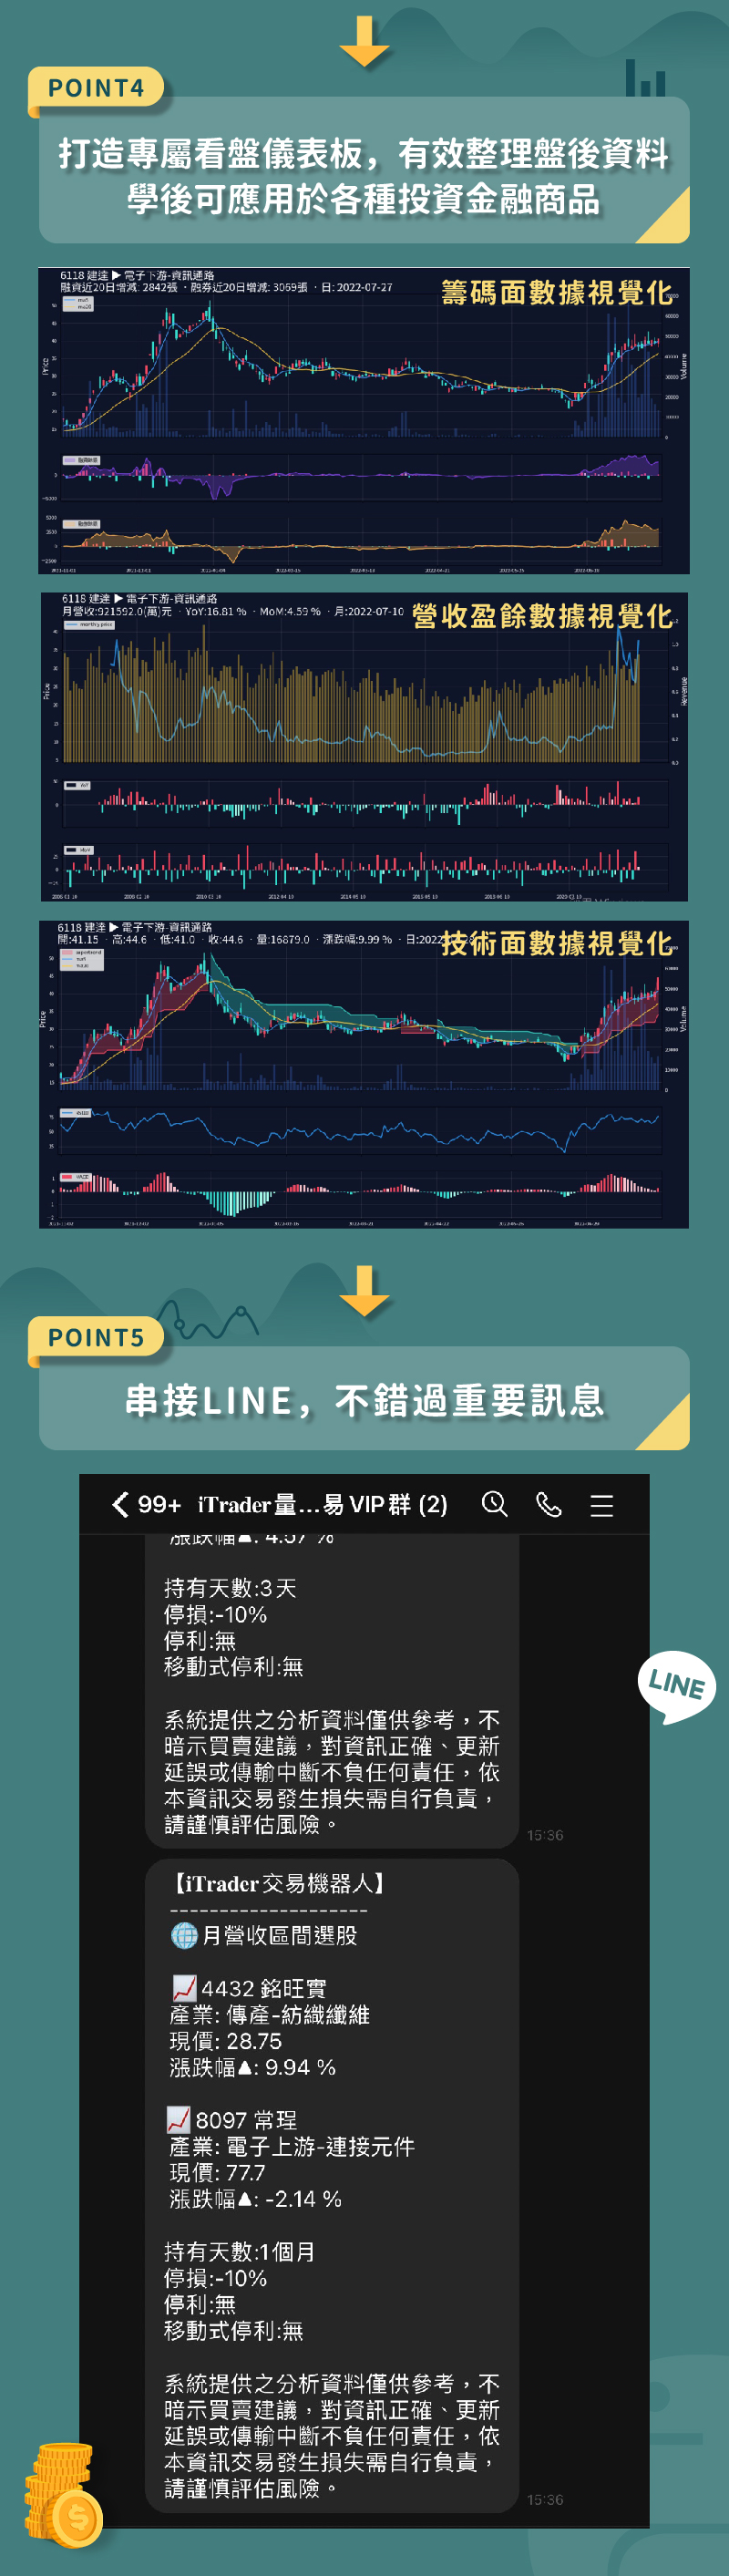 POINT4
打造專屬看盤儀表板，有效整理盤後資料
學後可應用於各種投資金融商品
6118 建達 ▶ 電子下游-資訊通路
融資近20日增減: 2842張 · 融券近20日增減: 3069張 · 日: 2022-07-27
籌碼面數據視覺化
Price
Volume
6118 建達 ▶ 電子下游-資訊通路
月營收:921592.0(萬)元 · YoY:16.81 % · MoM:4.59 % · 月:2022-07-10
營收盈餘數據視覺化
monthly price
Price
Revenue
YoY
MoM
6118 建達 ▶ 電子下游-資訊通路
開:41.15 · 高:44.6 · 低:41.0 · 收:44.6 · 量:16879.0 · 漲跌幅:9.99 % · 日:2022
技術面數據視覺化
Price
Volume
MACD
POINT5
串接LINE，不錯過重要訊息
99+ iTrader量...易VIP群 (2)
漲跌幅▲: 4.57 %
持有天數:3天
停損:-10%
停利:無
移動式停利:無
系統提供之分析資料僅供參考，不
暗示買賣建議，對資訊正確、更新
延誤或傳輸中斷不負任何責任，依
本資訊交易發生損失需自行負責，
請謹慎評估風險。
15:36
LINE
【iTrader交易機器人】
--------------------
🌐月營收區間選股
📈4432 銘旺實
產業: 傳產-紡織纖維
現價: 28.75
漲跌幅▲: 9.94 %
📈8097 常珵
產業: 電子上游-連接元件
現價: 77.7
漲跌幅▲: -2.14 %
持有天數:1個月
停損:-10%
停利:無
移動式停利:無
系統提供之分析資料僅供參考，不
暗示買賣建議，對資訊正確、更新
延誤或傳輸中斷不負任何責任，依
本資訊交易發生損失需自行負責，
請謹慎評估風險。
15:36